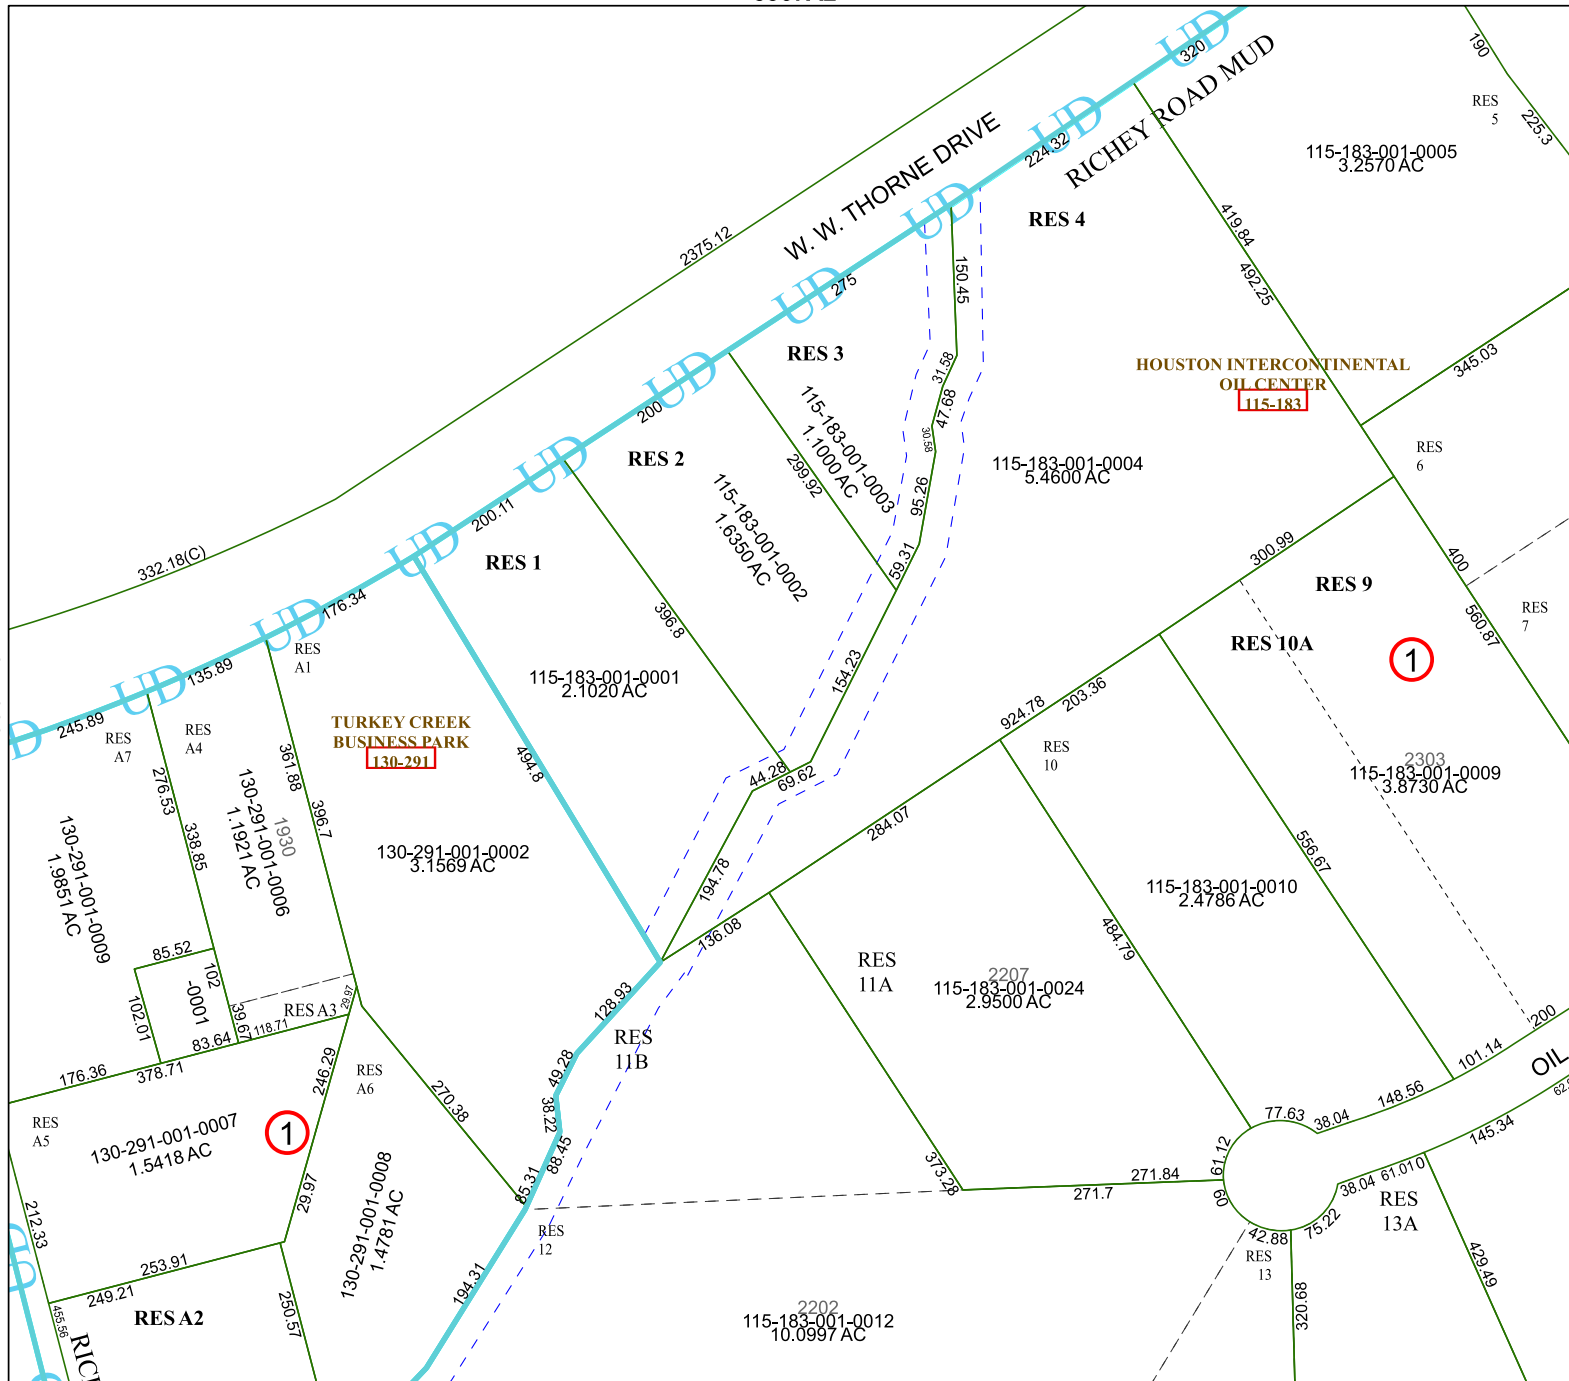 320
190
RES
5
225.3
RICHEY ROAD MUD
UD
UD
UD
UD
UD
UD
UD
UD
UD
W. W. THORNE DRIVE
224.32
115-183-001-0005
3.2570 AC
2375.12
RES 4
419.84
492.25
275
150.45
RES 3
31.58
47.68
30.58
HOUSTON INTERCONTINENTAL
OIL CENTER
115-183
345.03
200
RES 2
299.92
115-183-001-0003
1.1000 AC
115-183-001-0004
5.4600 AC
RES
6
95.26
200.11
115-183-001-0002
1.6350 AC
59.31
332.18(C)
RES 1
300.99
400
RES 9
176.34
396.8
RES
7
560.87
RES
A1
RES 10A
1
135.89
154.23
115-183-001-0001
2.1020 AC
245.89
RES
A7
RES
A4
TURKEY CREEK
BUSINESS PARK
130-291
361.88
396.7
494.8
924.78
203.36
RES
10
276.53
338.85
44.28
69.62
2303
115-183-001-0009
3.8730 AC
284.07
556.67
1930
130-291-001-0006
1.1921 AC
130-291-001-0009
1.9851 AC
130-291-001-0002
3.1569 AC
194.78
115-183-001-0010
2.4786 AC
136.08
484.79
85.52
102
-0001
102.01
RES
11A
2207
115-183-001-0024
2.9500 AC
128.93
RES A3
29.97
39.67
118.71
83.64
200
OIL
RES
11B
49.28
38.22
88.45
176.36
378.71
246.29
RES
A6
270.38
101.14
148.56
62.
77.63
38.04
145.34
RES
A5
130-291-001-0007
1.5418 AC
1
61.12
373.28
271.84
271.7
60
38.04
61.010
RES
13A
85.31
29.97
130-291-001-0008
1.4781 AC
212.33
RES
12
42.88
75.22
RES
13
429.49
253.91
249.21
194.31
250.57
RES A2
455.56
320.68
2202
115-183-001-0012
10.0997 AC